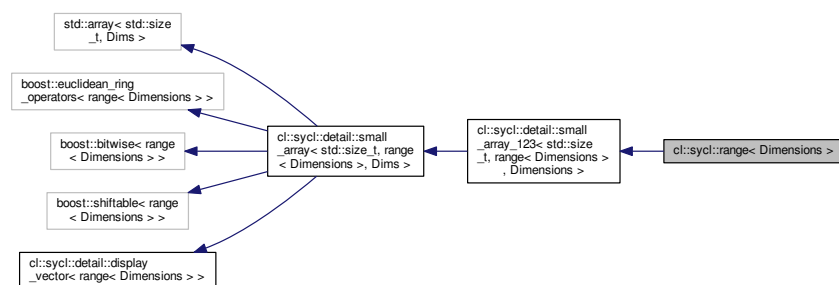 std::array< std::size
_t, Dims >
boost::euclidean_ring
_operators< range< Dimensions > >
boost::bitwise< range
< Dimensions > >
boost::shiftable< range
< Dimensions > >
cl::sycl::detail::display
_vector< range< Dimensions > >
cl::sycl::detail::small
_array< std::size_t, range
< Dimensions >, Dims >
cl::sycl::detail::small
_array_123< std::size
_t, range< Dimensions >
, Dimensions >
cl::sycl::range< Dimensions >